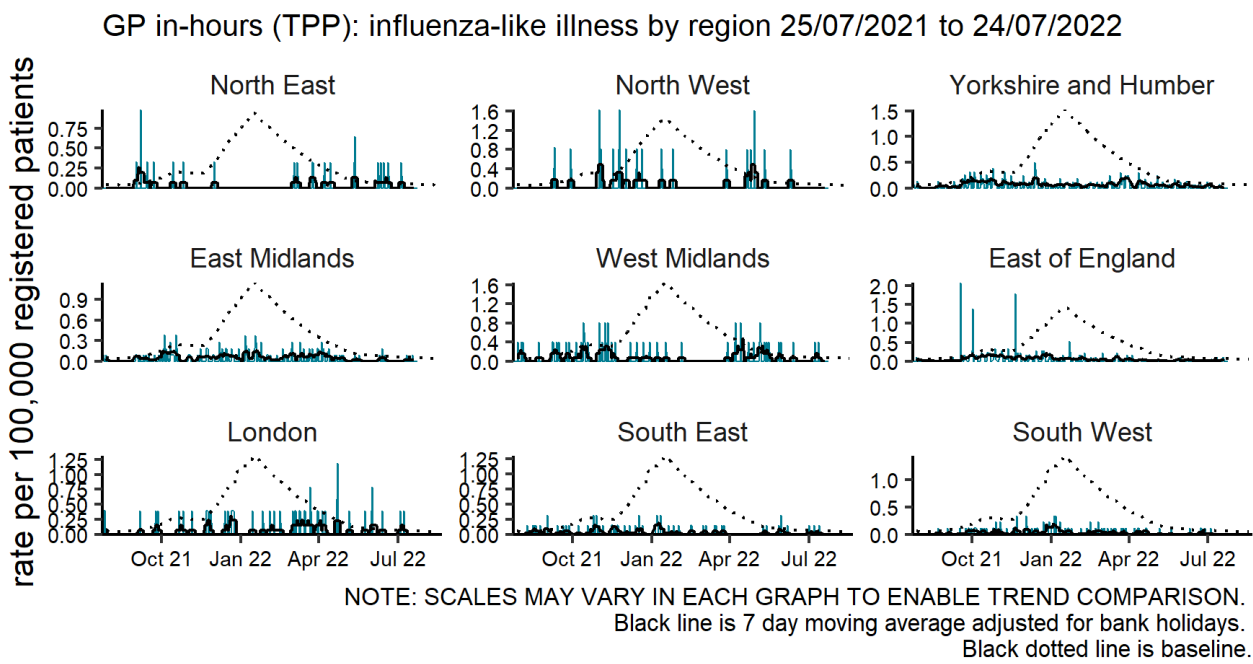 GP in-hours (TPP): influenza-like illness by region 25/07/2021 to 24/07/2022
rate per 100,000 registered patients
North East
0.75
0.50
0.25
0.00
North West
1.6
1.2
0.8
0.4
0.0
Yorkshire and Humber
1.5
1.0
0.5
0.0
East Midlands
0.9
0.6
0.3
0.0
West Midlands
1.6
1.2
0.8
0.4
0.0
East of England
2.0
1.5
1.0
0.5
0.0
London
1.25
1.00
0.75
0.50
0.25
0.00
Oct 21 Jan 22 Apr 22 Jul 22
South East
1.25
1.00
0.75
0.50
0.25
0.00
Oct 21 Jan 22 Apr 22 Jul 22
South West
1.0
0.5
0.0
Oct 21 Jan 22 Apr 22 Jul 22
NOTE: SCALES MAY VARY IN EACH GRAPH TO ENABLE TREND COMPARISON.
Black line is 7 day moving average adjusted for bank holidays.
Black dotted line is baseline.